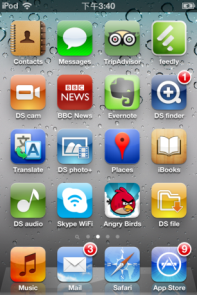 iPod 下午3:40
Contacts Messages TripAdvisor feedly
1
BBC
NEWS
DS cam BBC News Evernote DS finder
Translate DS photo+ Places iBooks
DS audio Skype WiFi Angry Birds DS file
3 9
Music Mail Safari App Store